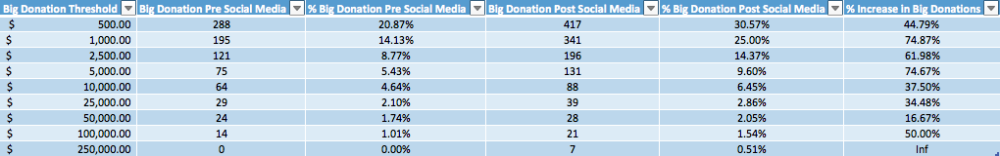 Big Donation Threshold Big Donation Pre Social Media % Big Donation Pre Social Media Big Donation Post Social Media % Big Donation Post Social Media % Increase In Big Donations
$ 500.00 288 20.87% 417 30.57% 44.79%
$ 1,000.00 195 14.13% 341 25.00% 74.87%
$ 2,500.00 121 8.77% 196 14.37% 61.98%
$ 5,000.00 75 5.43% 131 9.60% 74.67%
$ 10,000.00 64 4.64% 88 6.45% 37.50%
$ 25,000.00 29 2.10% 39 2.86% 34.48%
$ 50,000.00 24 1.74% 28 2.05% 16.67%
$ 100,000.00 14 1.01% 21 1.54% 50.00%
$ 250,000.00 0 0.00% 7 0.51% Inf